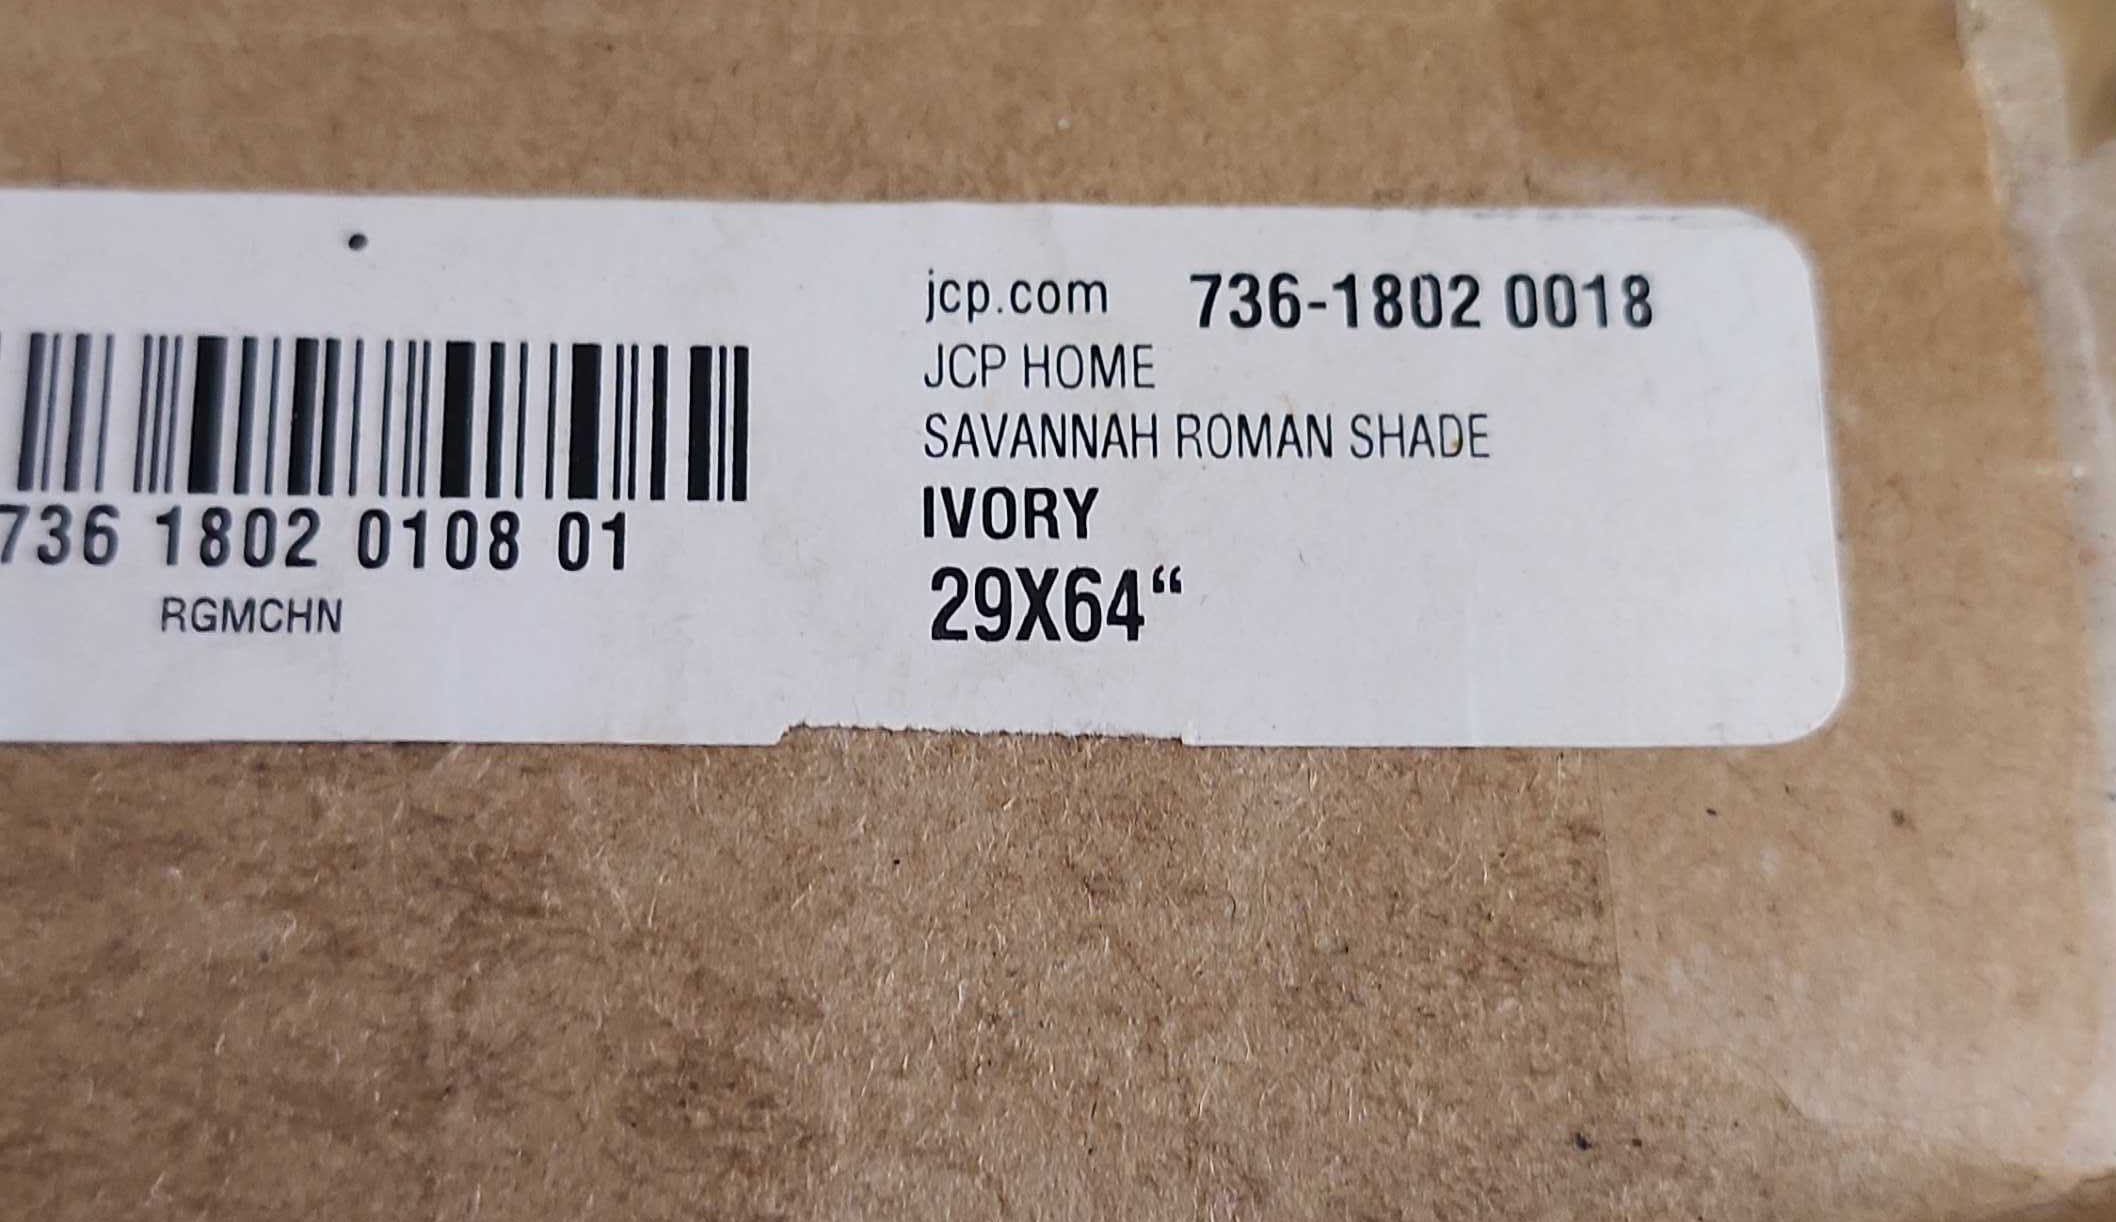 736 1802 0108 01
RGMCHN
jcp.com 736-1802 0018
JCP HOME
SAVANNAH ROMAN SHADE
IVORY
29X64“